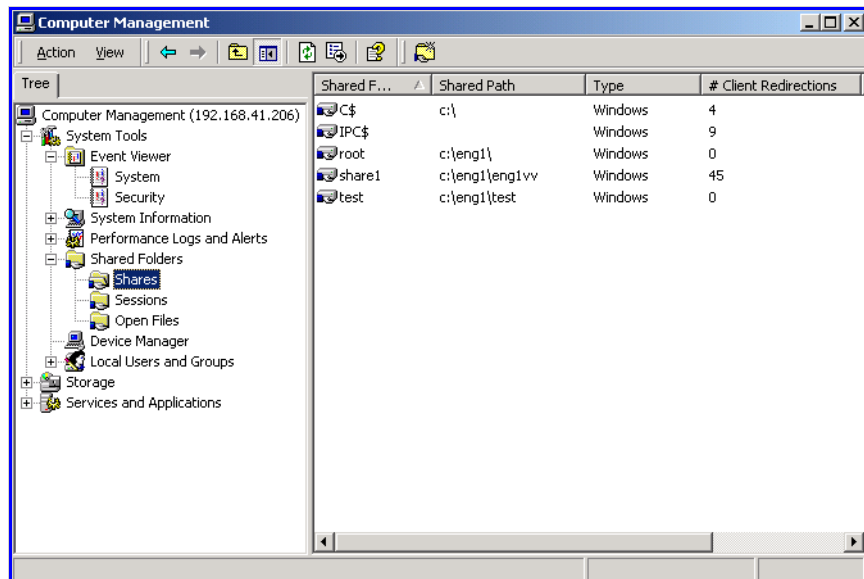 Computer Management
Action View
Tree
Computer Management (192.168.41.206)
System Tools
Event Viewer
System
Security
System Information
Performance Logs and Alerts
Shared Folders
Shares
Sessions
Open Files
Device Manager
Local Users and Groups
Storage
Services and Applications
Shared F... Shared Path Type # Client Redirections
C$ c:\ Windows 4
IPC$ Windows 9
root c:\eng1\ Windows 0
share1 c:\eng1\eng1vv Windows 45
test c:\eng1\test Windows 0